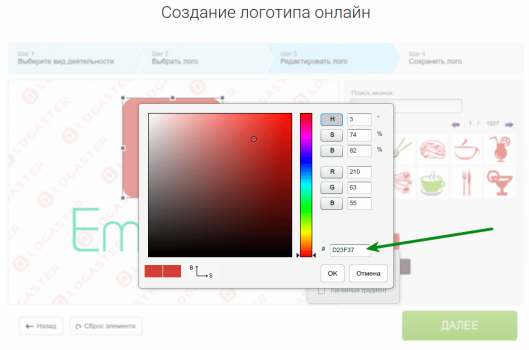 Создание логотипа онлайн
Шаг 1
Выберите вид деятельности
Шаг 2
Выбрать лого
Шаг 3
Редактировать лого
Шаг 4
Сохранить лого
Поиск иконок:
1 / 1227
LOGASTER
Em
H 3 °
S 74 %
B 82 %
R 210
G 63
B 55
# D23F37
B
S
OK
Отмена
Линейный градиент
Назад
Сброс элемента
ДАЛЕЕ